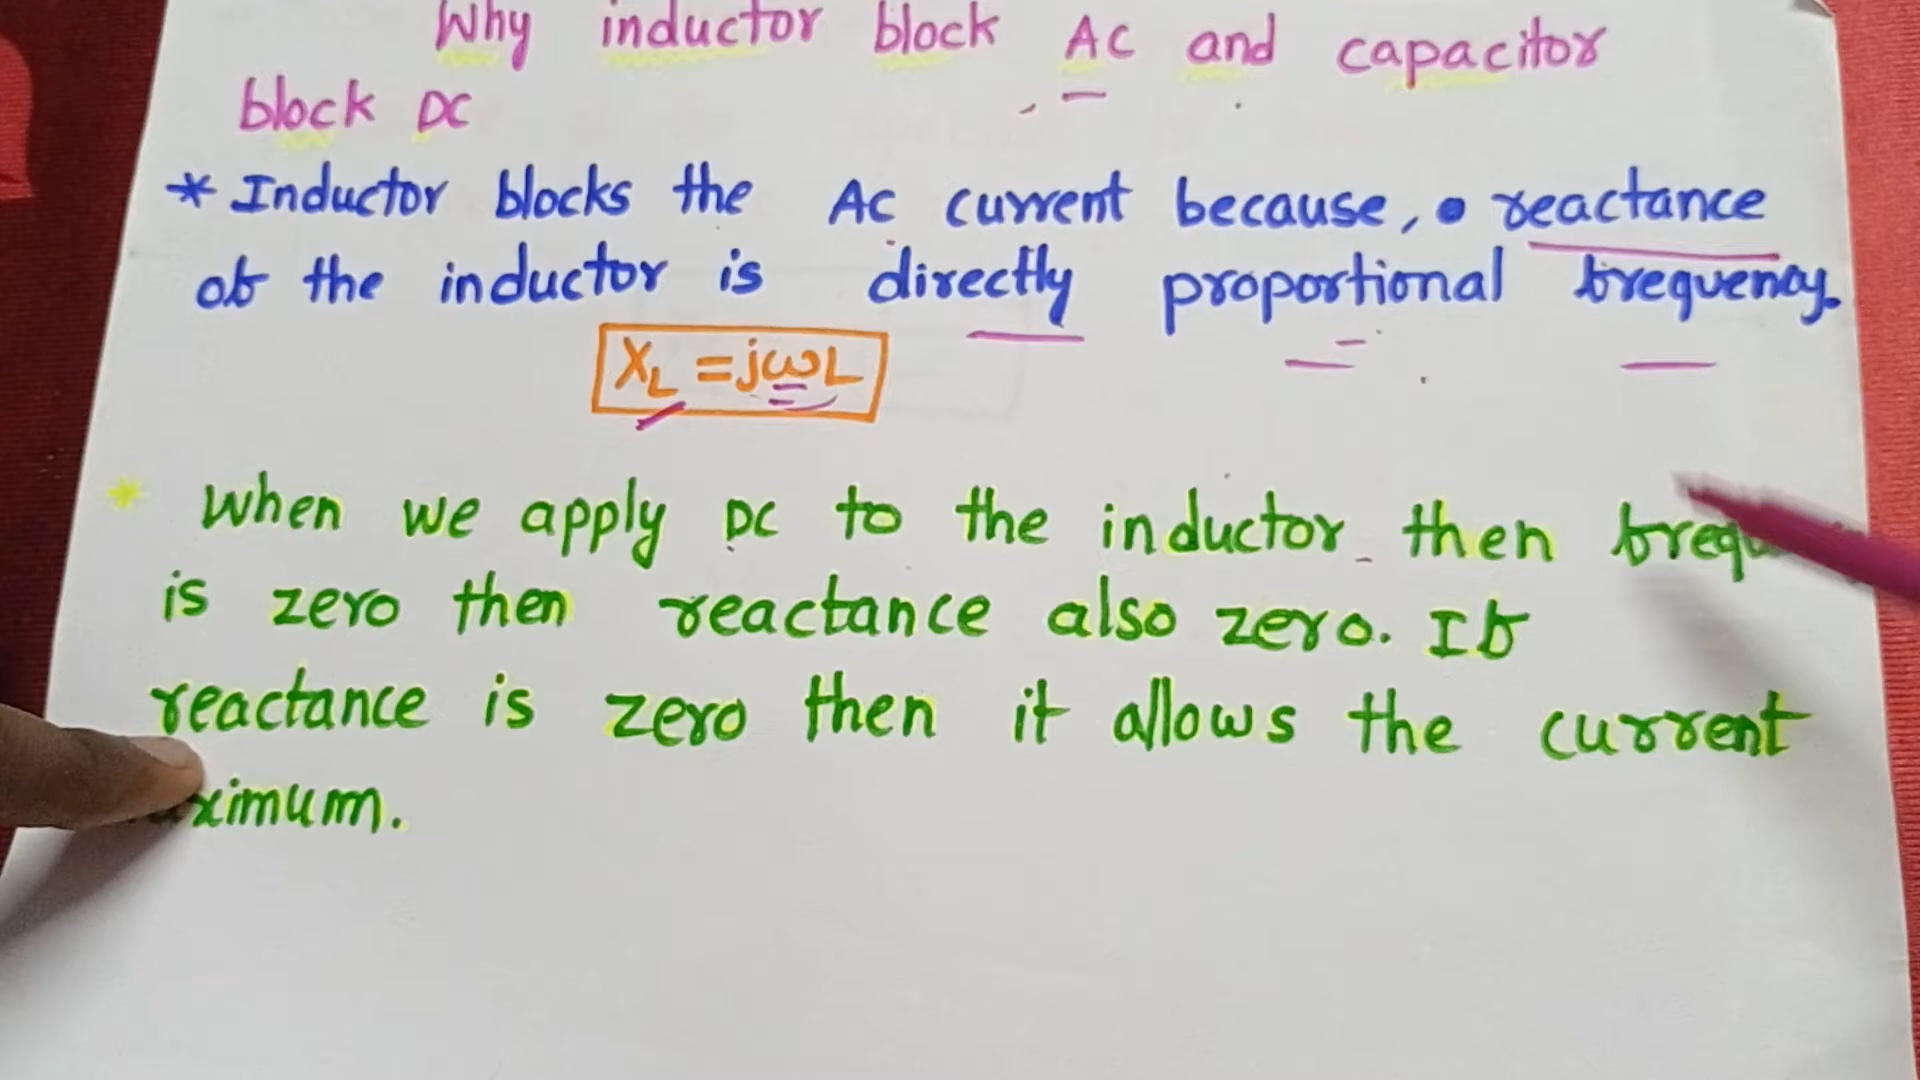 Why inductor block AC and capacitor
block DC
* Inductor blocks the AC current because, reactance
of the inductor is directly proportional frequency.
XL = jωL
* When we apply DC to the inductor then
is zero then reactance also zero. If
reactance is zero then it allows the current